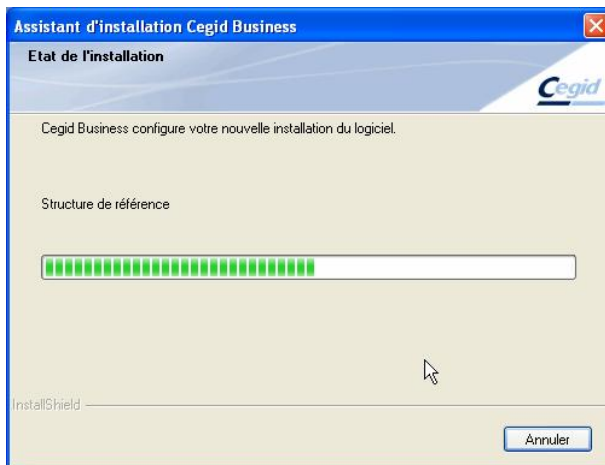 Assistant d'installation Cegid Business
Etat de l'installation
Cegid
Cegid Business configure votre nouvelle installation du logiciel.
Structure de référence
InstallShield
Annuler